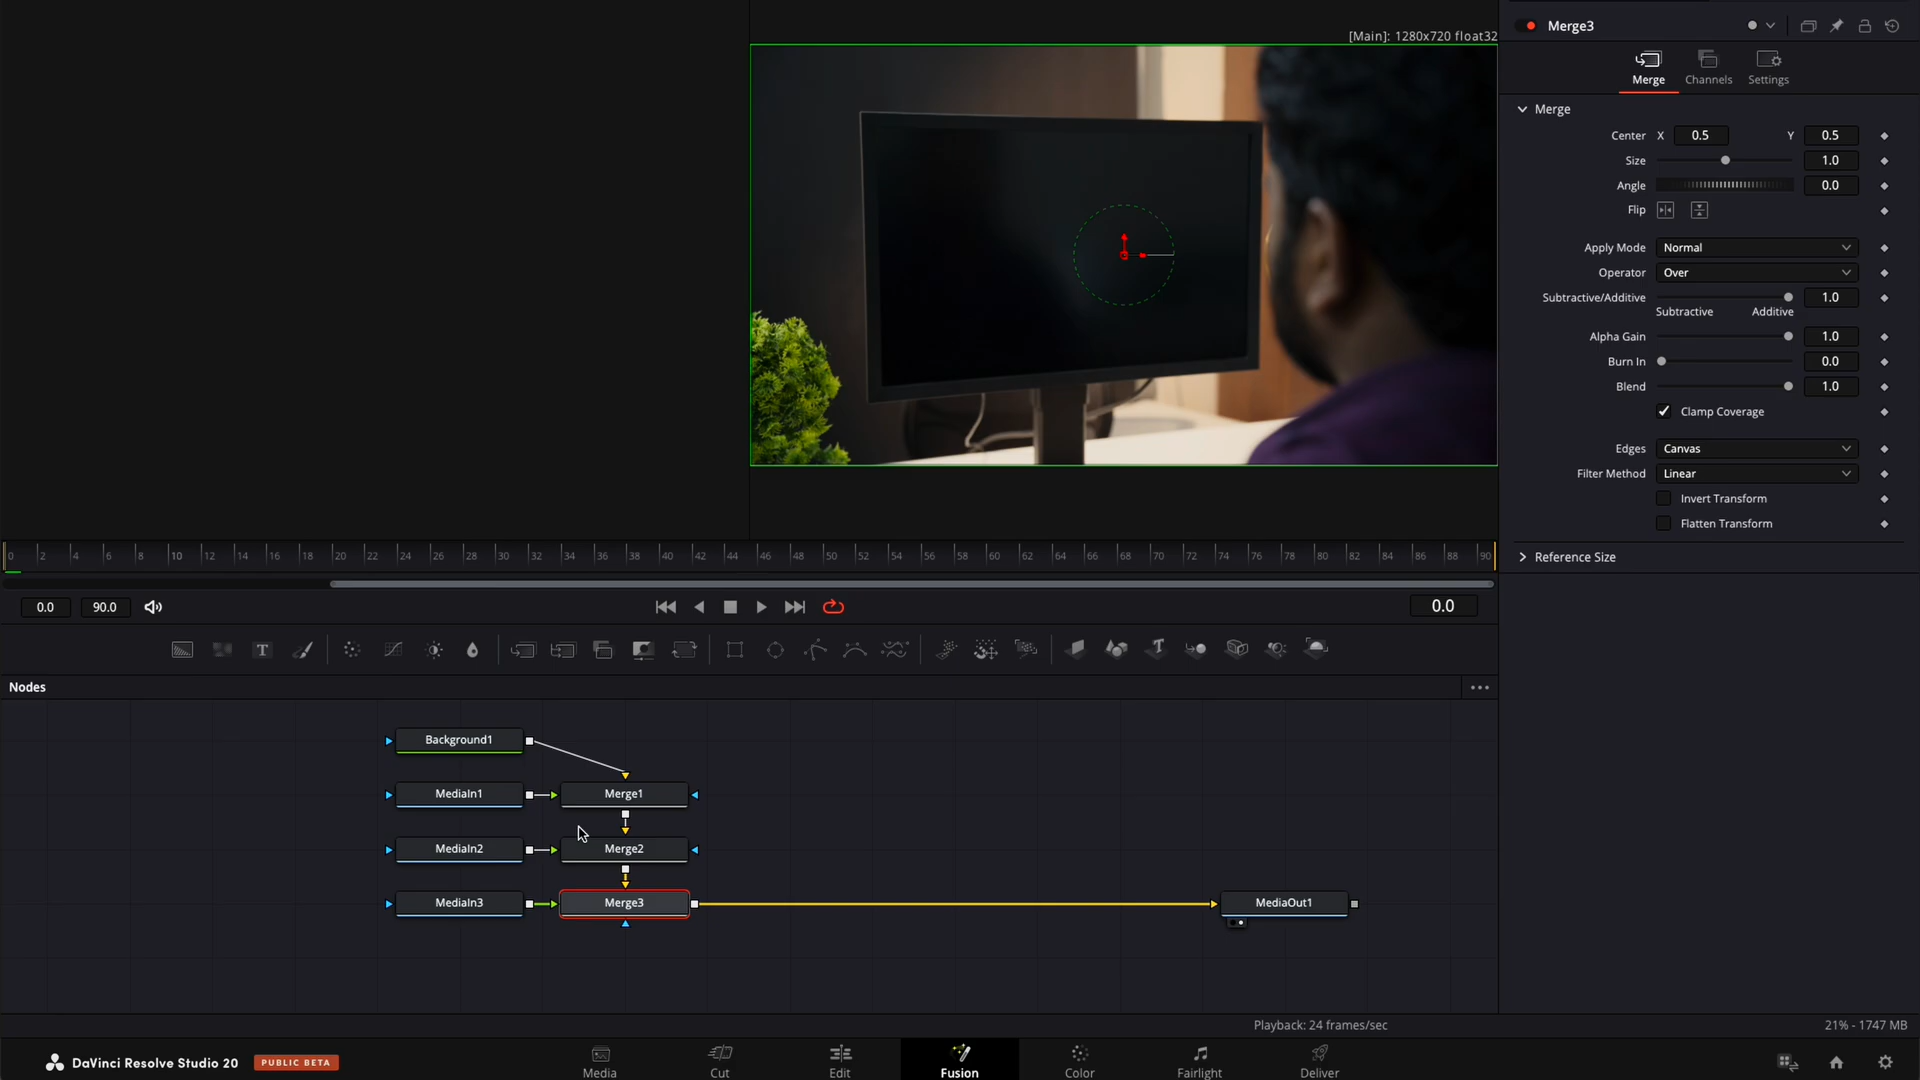 [Main]: 1280x720 float32
Merge3
Merge
Channels
Settings
Merge
Center X 0.5 Y 0.5
Size 1.0
Angle 0.0
Flip
Apply Mode Normal
Operator Over
Subtractive/Additive 1.0
Subtractive Additive
Alpha Gain 1.0
Burn In 0.0
Blend 1.0
Clamp Coverage
Edges Canvas
Filter Method Linear
Invert Transform
Flatten Transform
Reference Size
0 2 4 6 8 10 12 14 16 18 20 22 24 26 28 30 32 34 36 38 40 42 44 46 48 50 52 54 56 58 60 62 64 66 68 70 72 74 76 78 80 82 84 86 88 90
0.0 90.0 0.0
Nodes
Background1
MediaIn1 Merge1
MediaIn2 Merge2
MediaIn3 Merge3 MediaOut1
Playback: 24 frames/sec 21% - 1747 MB
DaVinci Resolve Studio 20 PUBLIC BETA
Media Cut Edit Fusion Color Fairlight Deliver